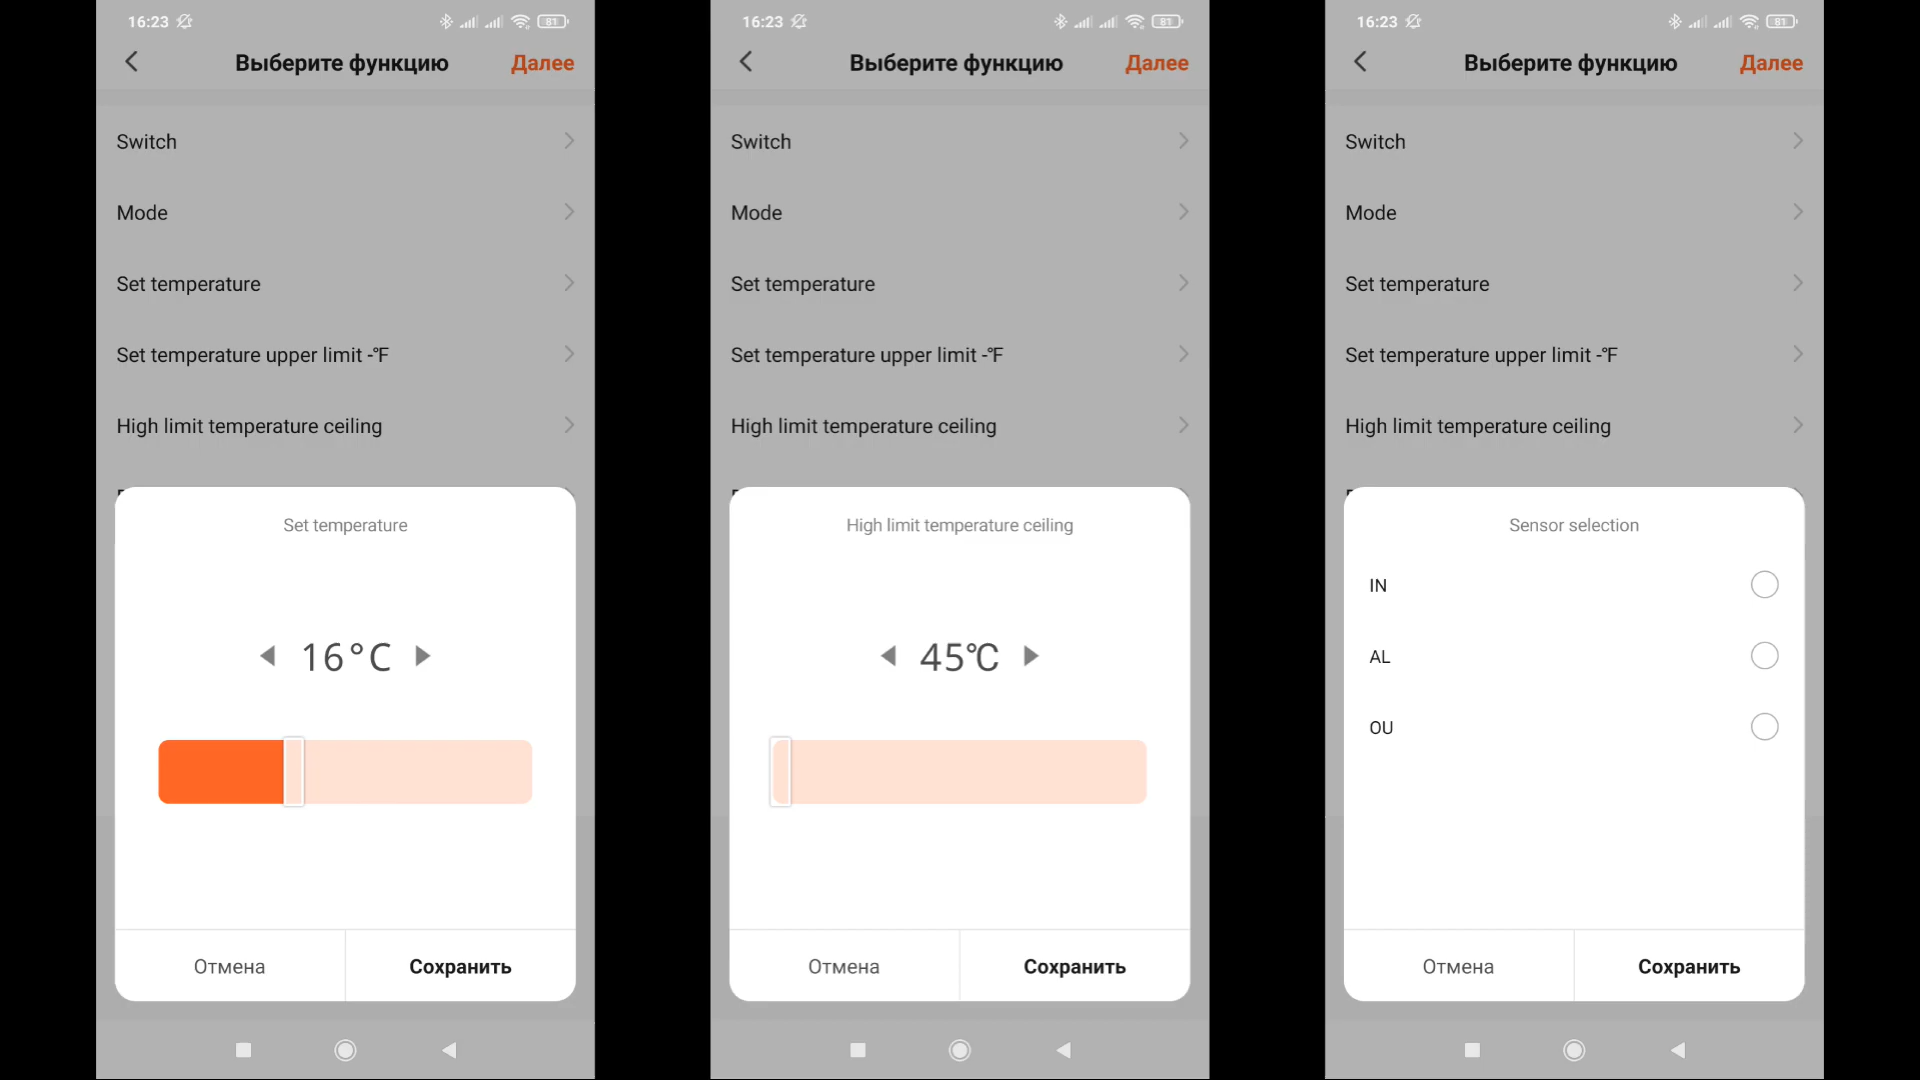 16:23
81
Выберите функцию
Далее
Switch
Mode
Set temperature
Set temperature upper limit -℉
High limit temperature ceiling
Set temperature
16°C
Отмена
Сохранить
16:23
81
Выберите функцию
Далее
Switch
Mode
Set temperature
Set temperature upper limit -℉
High limit temperature ceiling
High limit temperature ceiling
45℃
Отмена
Сохранить
16:23
81
Выберите функцию
Далее
Switch
Mode
Set temperature
Set temperature upper limit -℉
High limit temperature ceiling
Sensor selection
IN
AL
OU
Отмена
Сохранить